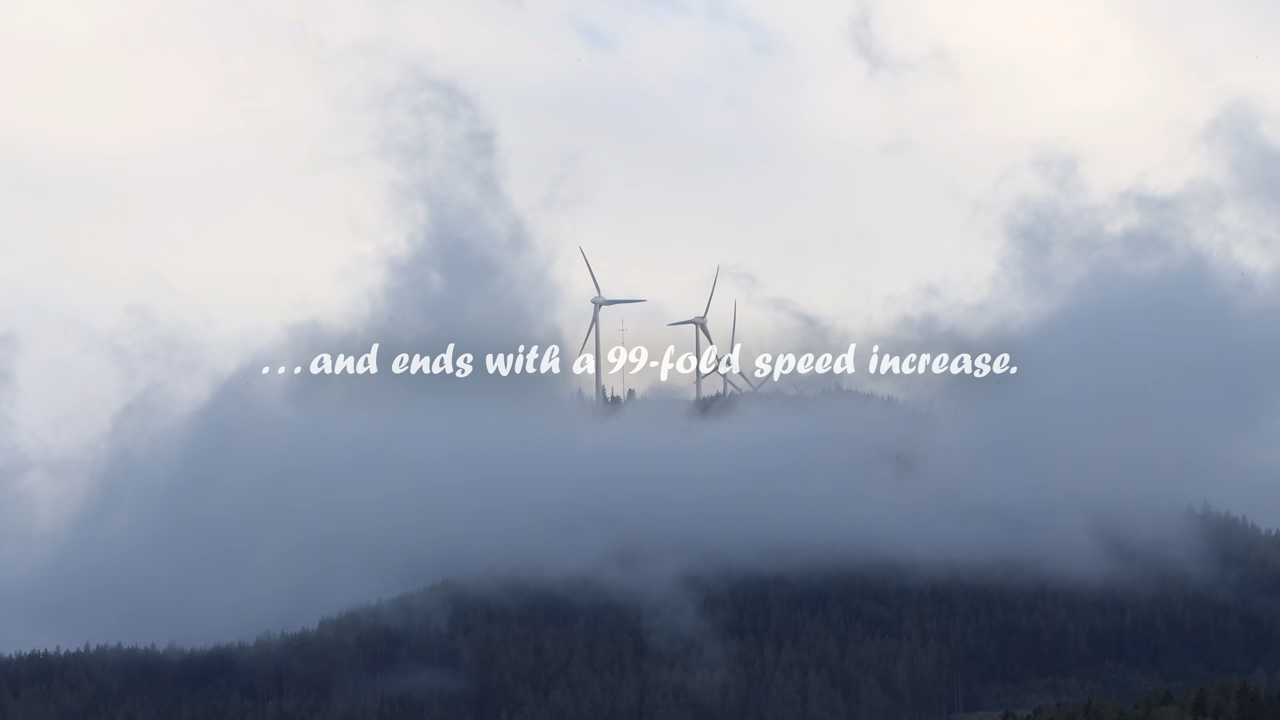 ...and ends with a 99-fold speed increase.